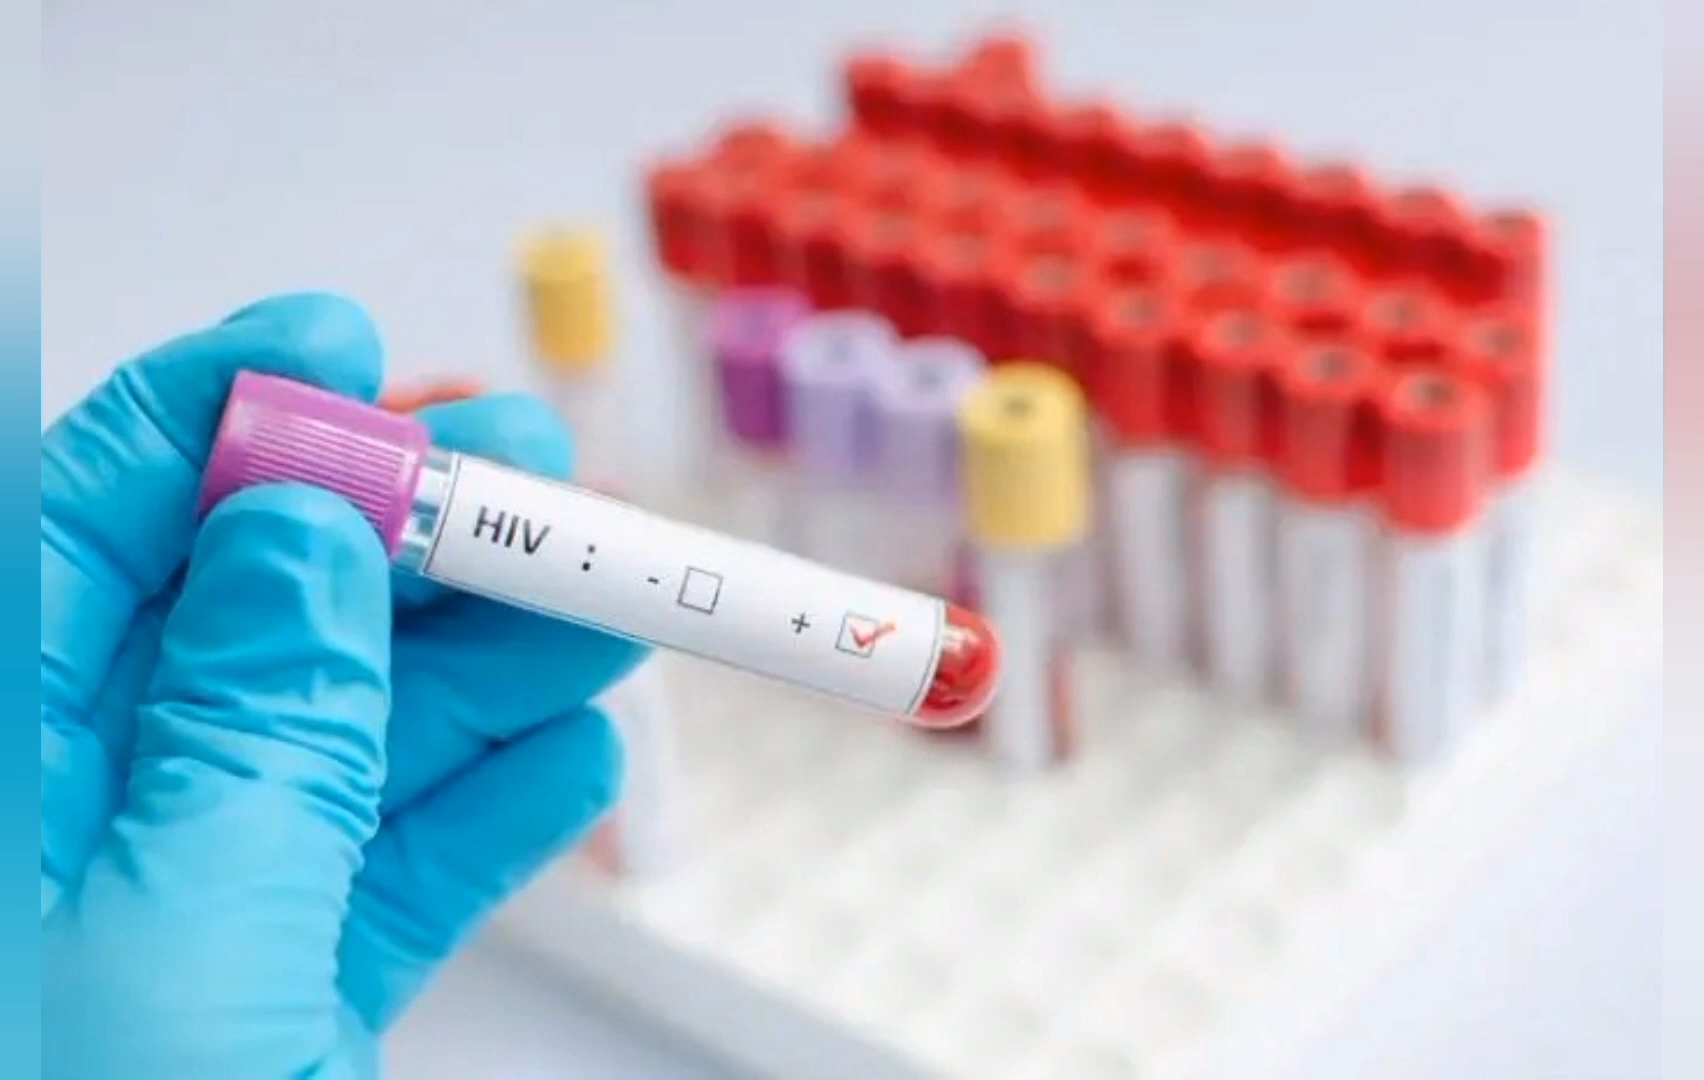 HIV : - ☐ + ☑